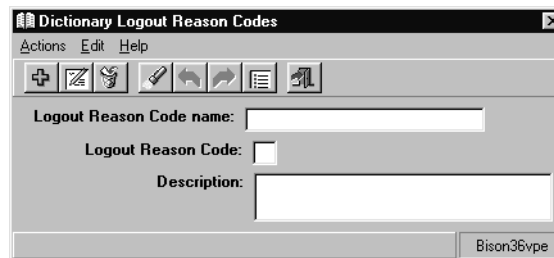 Dictionary Logout Reason Codes
Actions Edit Help
Logout Reason Code name:
Logout Reason Code:
Description:
Bison36vpe